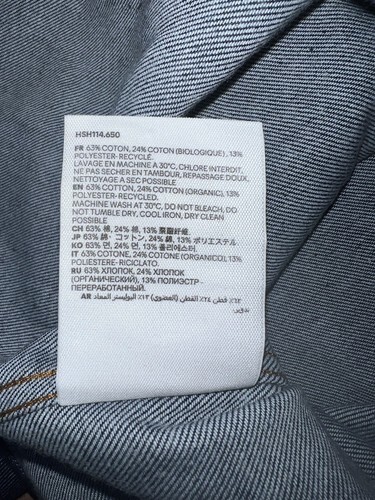 HSH114.650
FR 63% COTON, 24% COTON (BIOLOGIQUE), 13%
POLYESTER-RECYCLÉ.
LAVAGE EN MACHINE A 30°C, CHLORE INTERDIT,
NE PAS SÉCHER EN TAMBOUR, REPASSAGE DOUX.
NETTOYAGE A SEC POSSIBLE
EN 63% COTTON, 24% COTTON (ORGANIC), 13%
POLYESTER-RECYCLED.
MACHINE WASH AT 30°C, DO NOT BLEACH, DO
NOT TUMBLE DRY, COOL IRON, DRY CLEAN
POSSIBLE
CH 63% 棉, 24% 棉, 13% 聚酯纤维
JP 63% 綿・コットン, 24% 綿, 13% ポリエステル
KO 63% 면, 24% 면, 13% 폴리에스터
IT 63% COTONE, 24% COTONE (ORGANICO), 13%
POLIESTERE-RICICLATO.
RU 63% ХЛОПОК, 24% ХЛОПОК
(ОРГАНИЧЕСКИЙ), 13% ПОЛИЭСТР -
ПЕРЕРАБОТАННЫЙ.
AR ٦٣٪ قطن ٢٤٪ القطن (العضوي) ١٣٪ البوليستر المعاد
تدويره